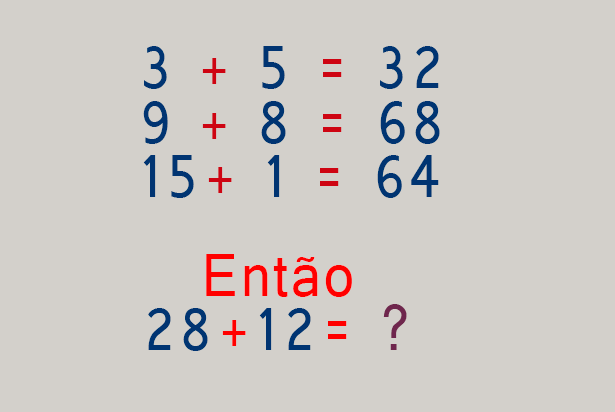 3 + 5 = 32
9 + 8 = 68
15 + 1 = 64
Então
28 + 12 = ?